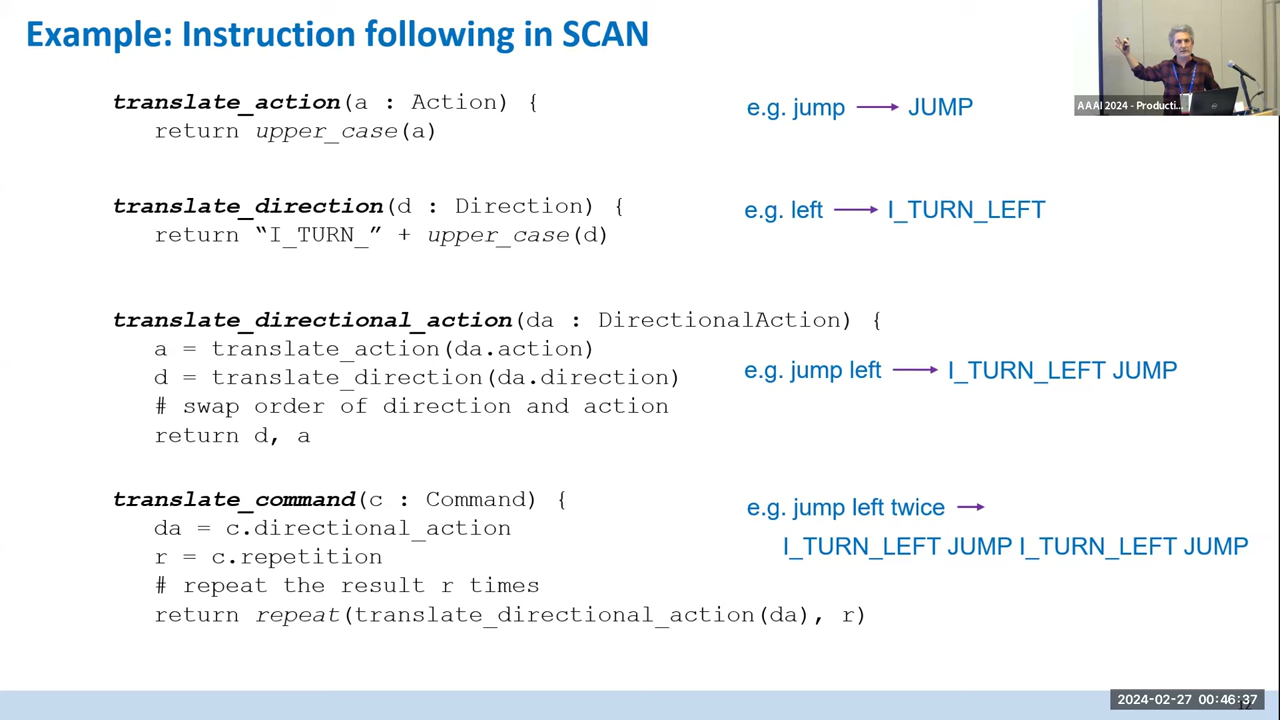 Example: Instruction following in SCAN
translate_action(a : Action) {
return upper_case(a)
e.g. jump → JUMP
AAAI 2024 - Producti...
translate_direction(d : Direction) {
return “I_TURN_” + upper_case(d)
e.g. left → I_TURN_LEFT
translate_directional_action(da : DirectionalAction) {
a = translate_action(da.action)
d = translate_direction(da.direction)
# swap order of direction and action
return d, a
e.g. jump left → I_TURN_LEFT JUMP
translate_command(c : Command) {
da = c.directional_action
r = c.repetition
# repeat the result r times
return repeat(translate_directional_action(da), r)
e.g. jump left twice →
I_TURN_LEFT JUMP I_TURN_LEFT JUMP
2024-02-27 00:46:37